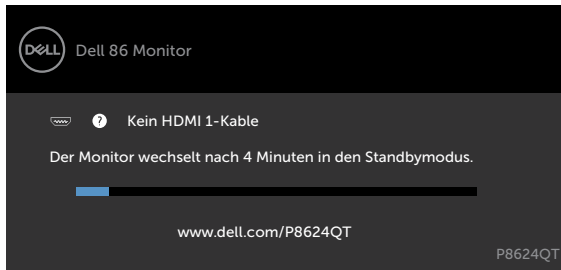 DELL
Dell 86 Monitor
? Kein HDMI 1-Kable
Der Monitor wechselt nach 4 Minuten in den Standbymodus.
www.dell.com/P8624QT
P8624QT